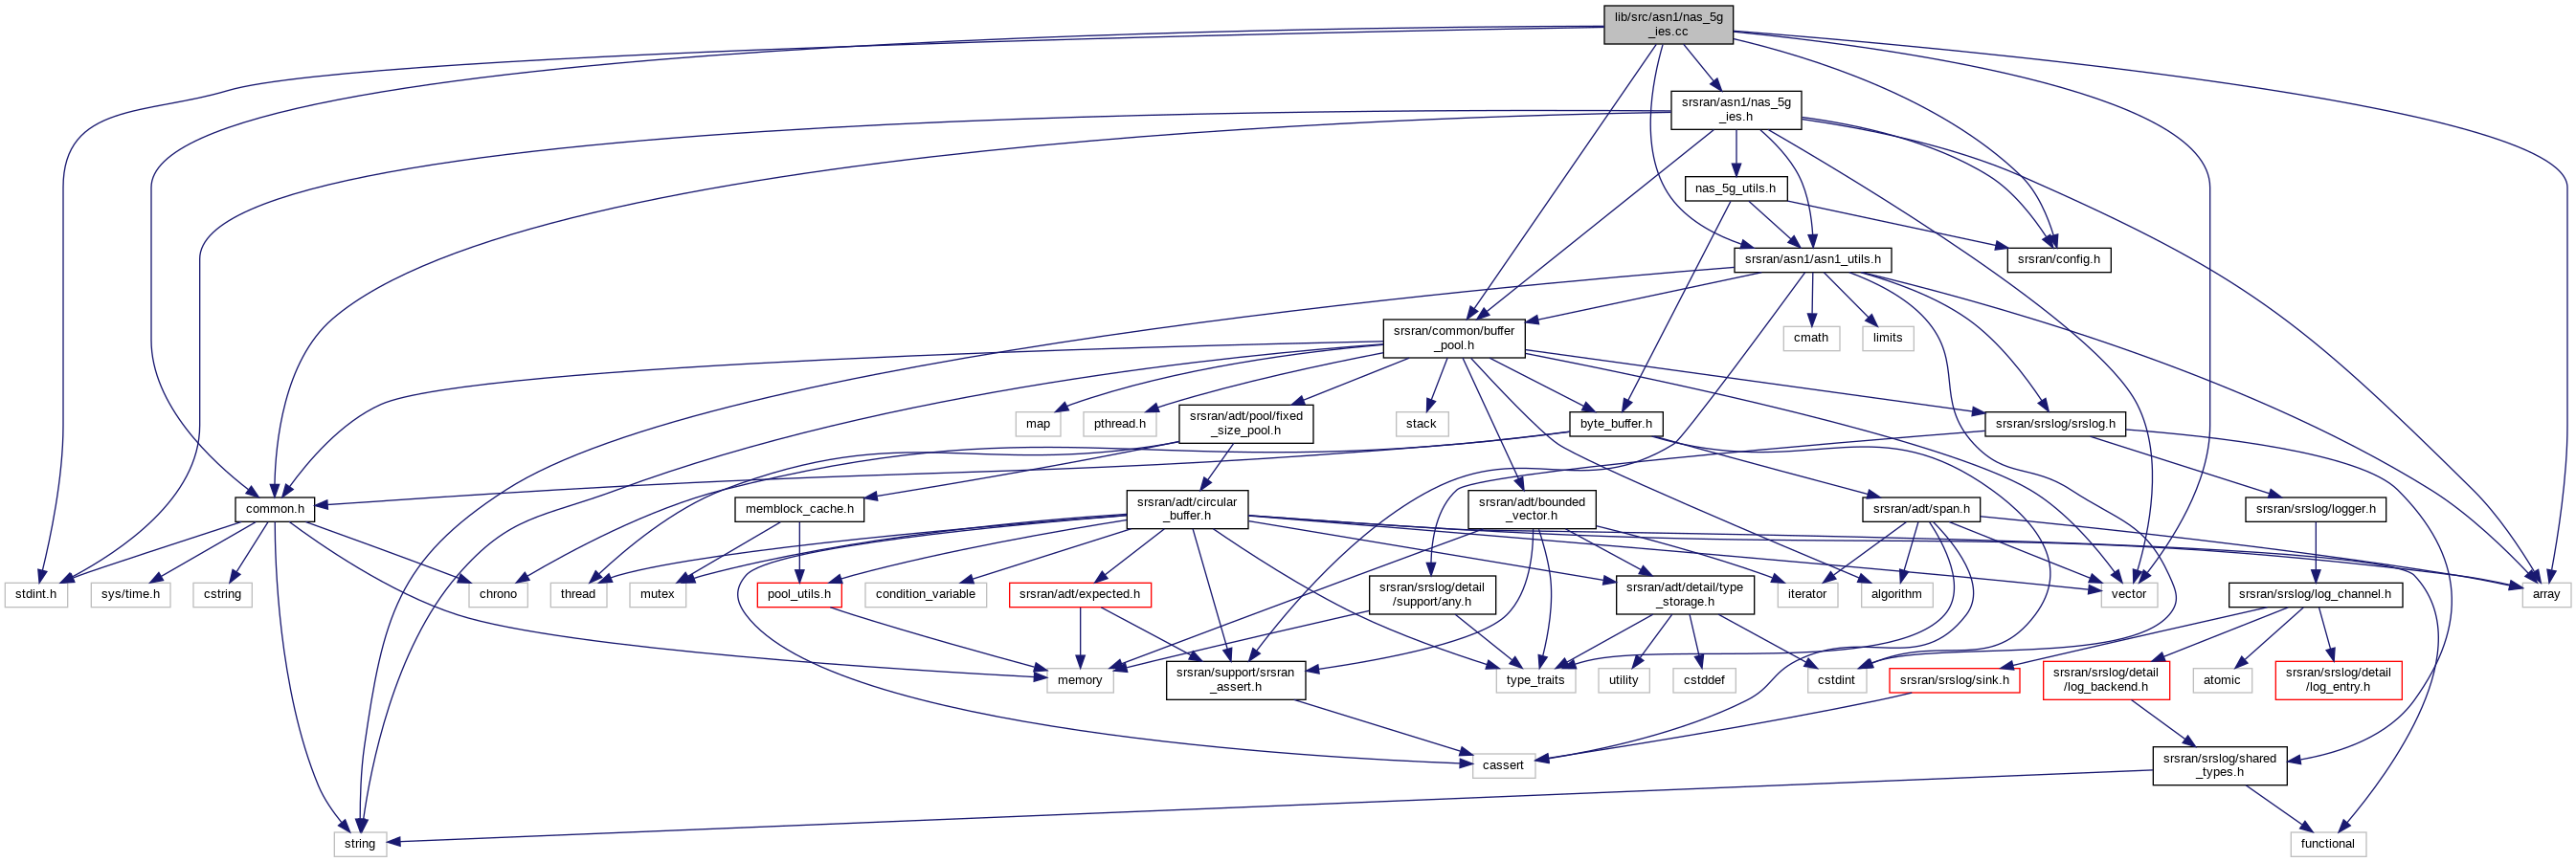 lib/src/asn1/nas_5g
_ies.cc
srsran/asn1/nas_5g
_ies.h
nas_5g_utils.h
srsran/asn1/asn1_utils.h
srsran/config.h
srsran/common/buffer
_pool.h
cmath
limits
map
pthread.h
srsran/adt/pool/fixed
_size_pool.h
stack
byte_buffer.h
srsran/srslog/srslog.h
common.h
memblock_cache.h
srsran/adt/circular
_buffer.h
srsran/adt/bounded
_vector.h
srsran/adt/span.h
srsran/srslog/logger.h
stdint.h
sys/time.h
cstring
chrono
thread
mutex
pool_utils.h
condition_variable
srsran/adt/expected.h
srsran/srslog/detail
/support/any.h
srsran/adt/detail/type
_storage.h
iterator
algorithm
vector
srsran/srslog/log_channel.h
array
memory
srsran/support/srsran
_assert.h
type_traits
utility
cstddef
cstdint
srsran/srslog/sink.h
srsran/srslog/detail
/log_backend.h
atomic
srsran/srslog/detail
/log_entry.h
cassert
srsran/srslog/shared
_types.h
string
functional